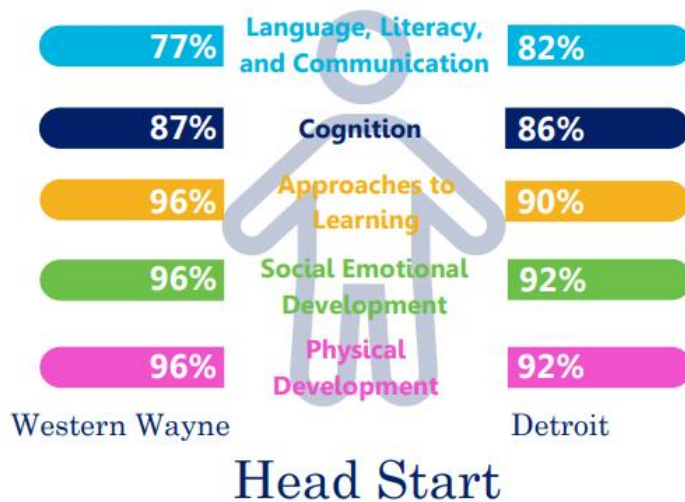 77%
Language, Literacy,
and Communication
82%
87%
Cognition
86%
96%
Approaches to
Learning
90%
96%
Social Emotional
Development
92%
96%
Physical
Development
92%
Western Wayne
Detroit
Head Start